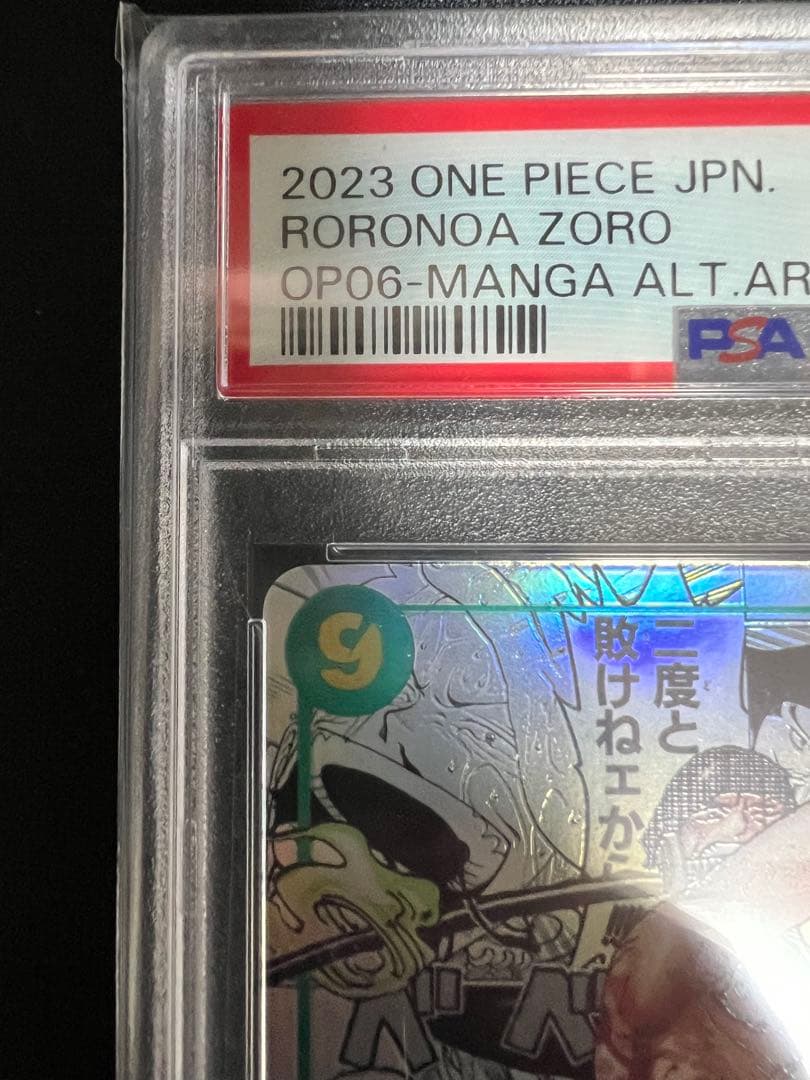 2023 ONE PIECE JPN.
RORONOA ZORO
OP06-MANGA ALT.AR
PSA
9
二度と
敗けねェから